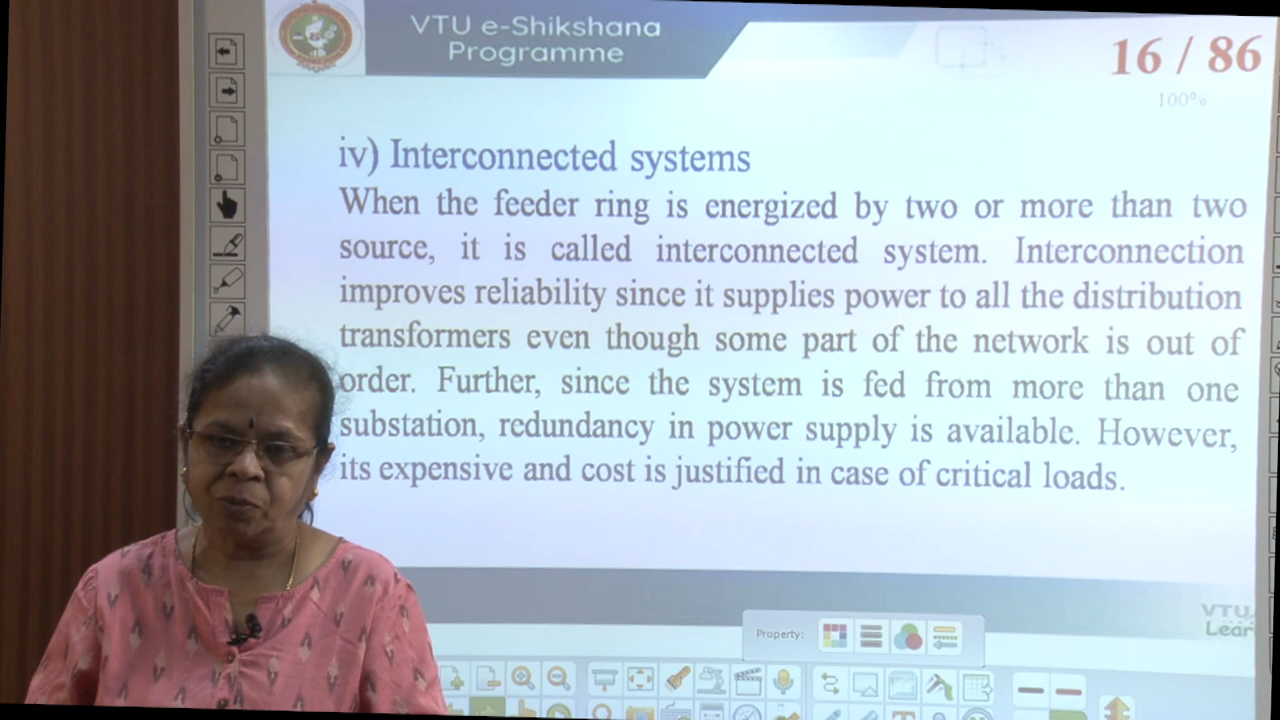 VTU e-Shikshana
Programme
16 / 86
100%
iv) Interconnected systems
When the feeder ring is energized by two or more than two
source, it is called interconnected system. Interconnection
improves reliability since it supplies power to all the distribution
transformers even though some part of the network is out of
order. Further, since the system is fed from more than one
substation, redundancy in power supply is available. However,
its expensive and cost is justified in case of critical loads.
VTU
Lear
Property: